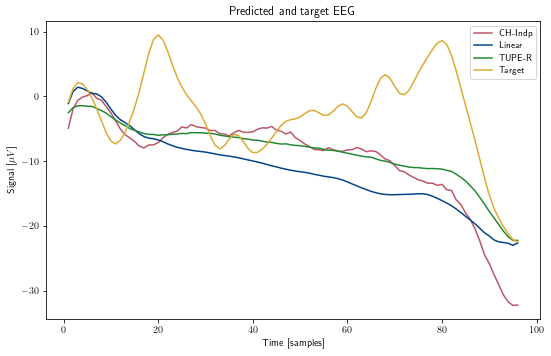 Predicted and target EEG
CH-Indp
Linear
TUPE-R
Target
Signal [μV]
10
0
−10
−20
−30
0
20
40
60
80
100
Time [samples]